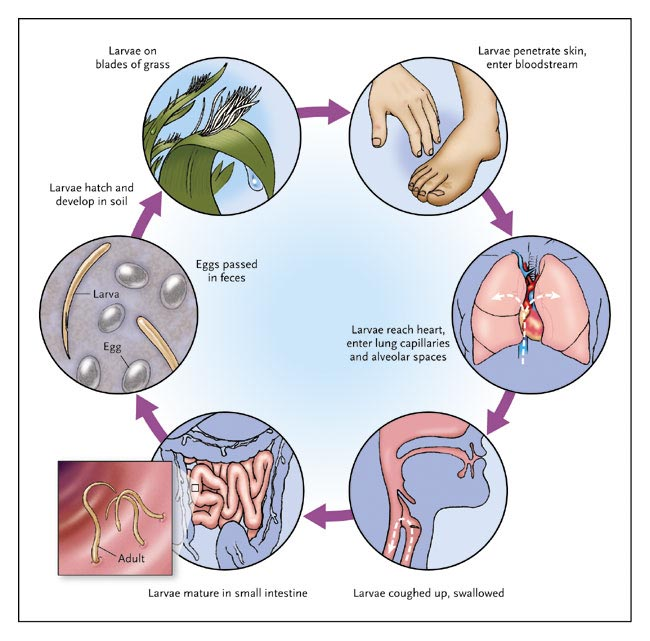 Larvae on
blades of grass
Larvae penetrate skin,
enter bloodstream
Larvae hatch and
develop in soil
Eggs passed
in feces
Larva
Egg
Larvae reach heart,
enter lung capillaries
and alveolar spaces
Adult
Larvae mature in small intestine
Larvae coughed up, swallowed